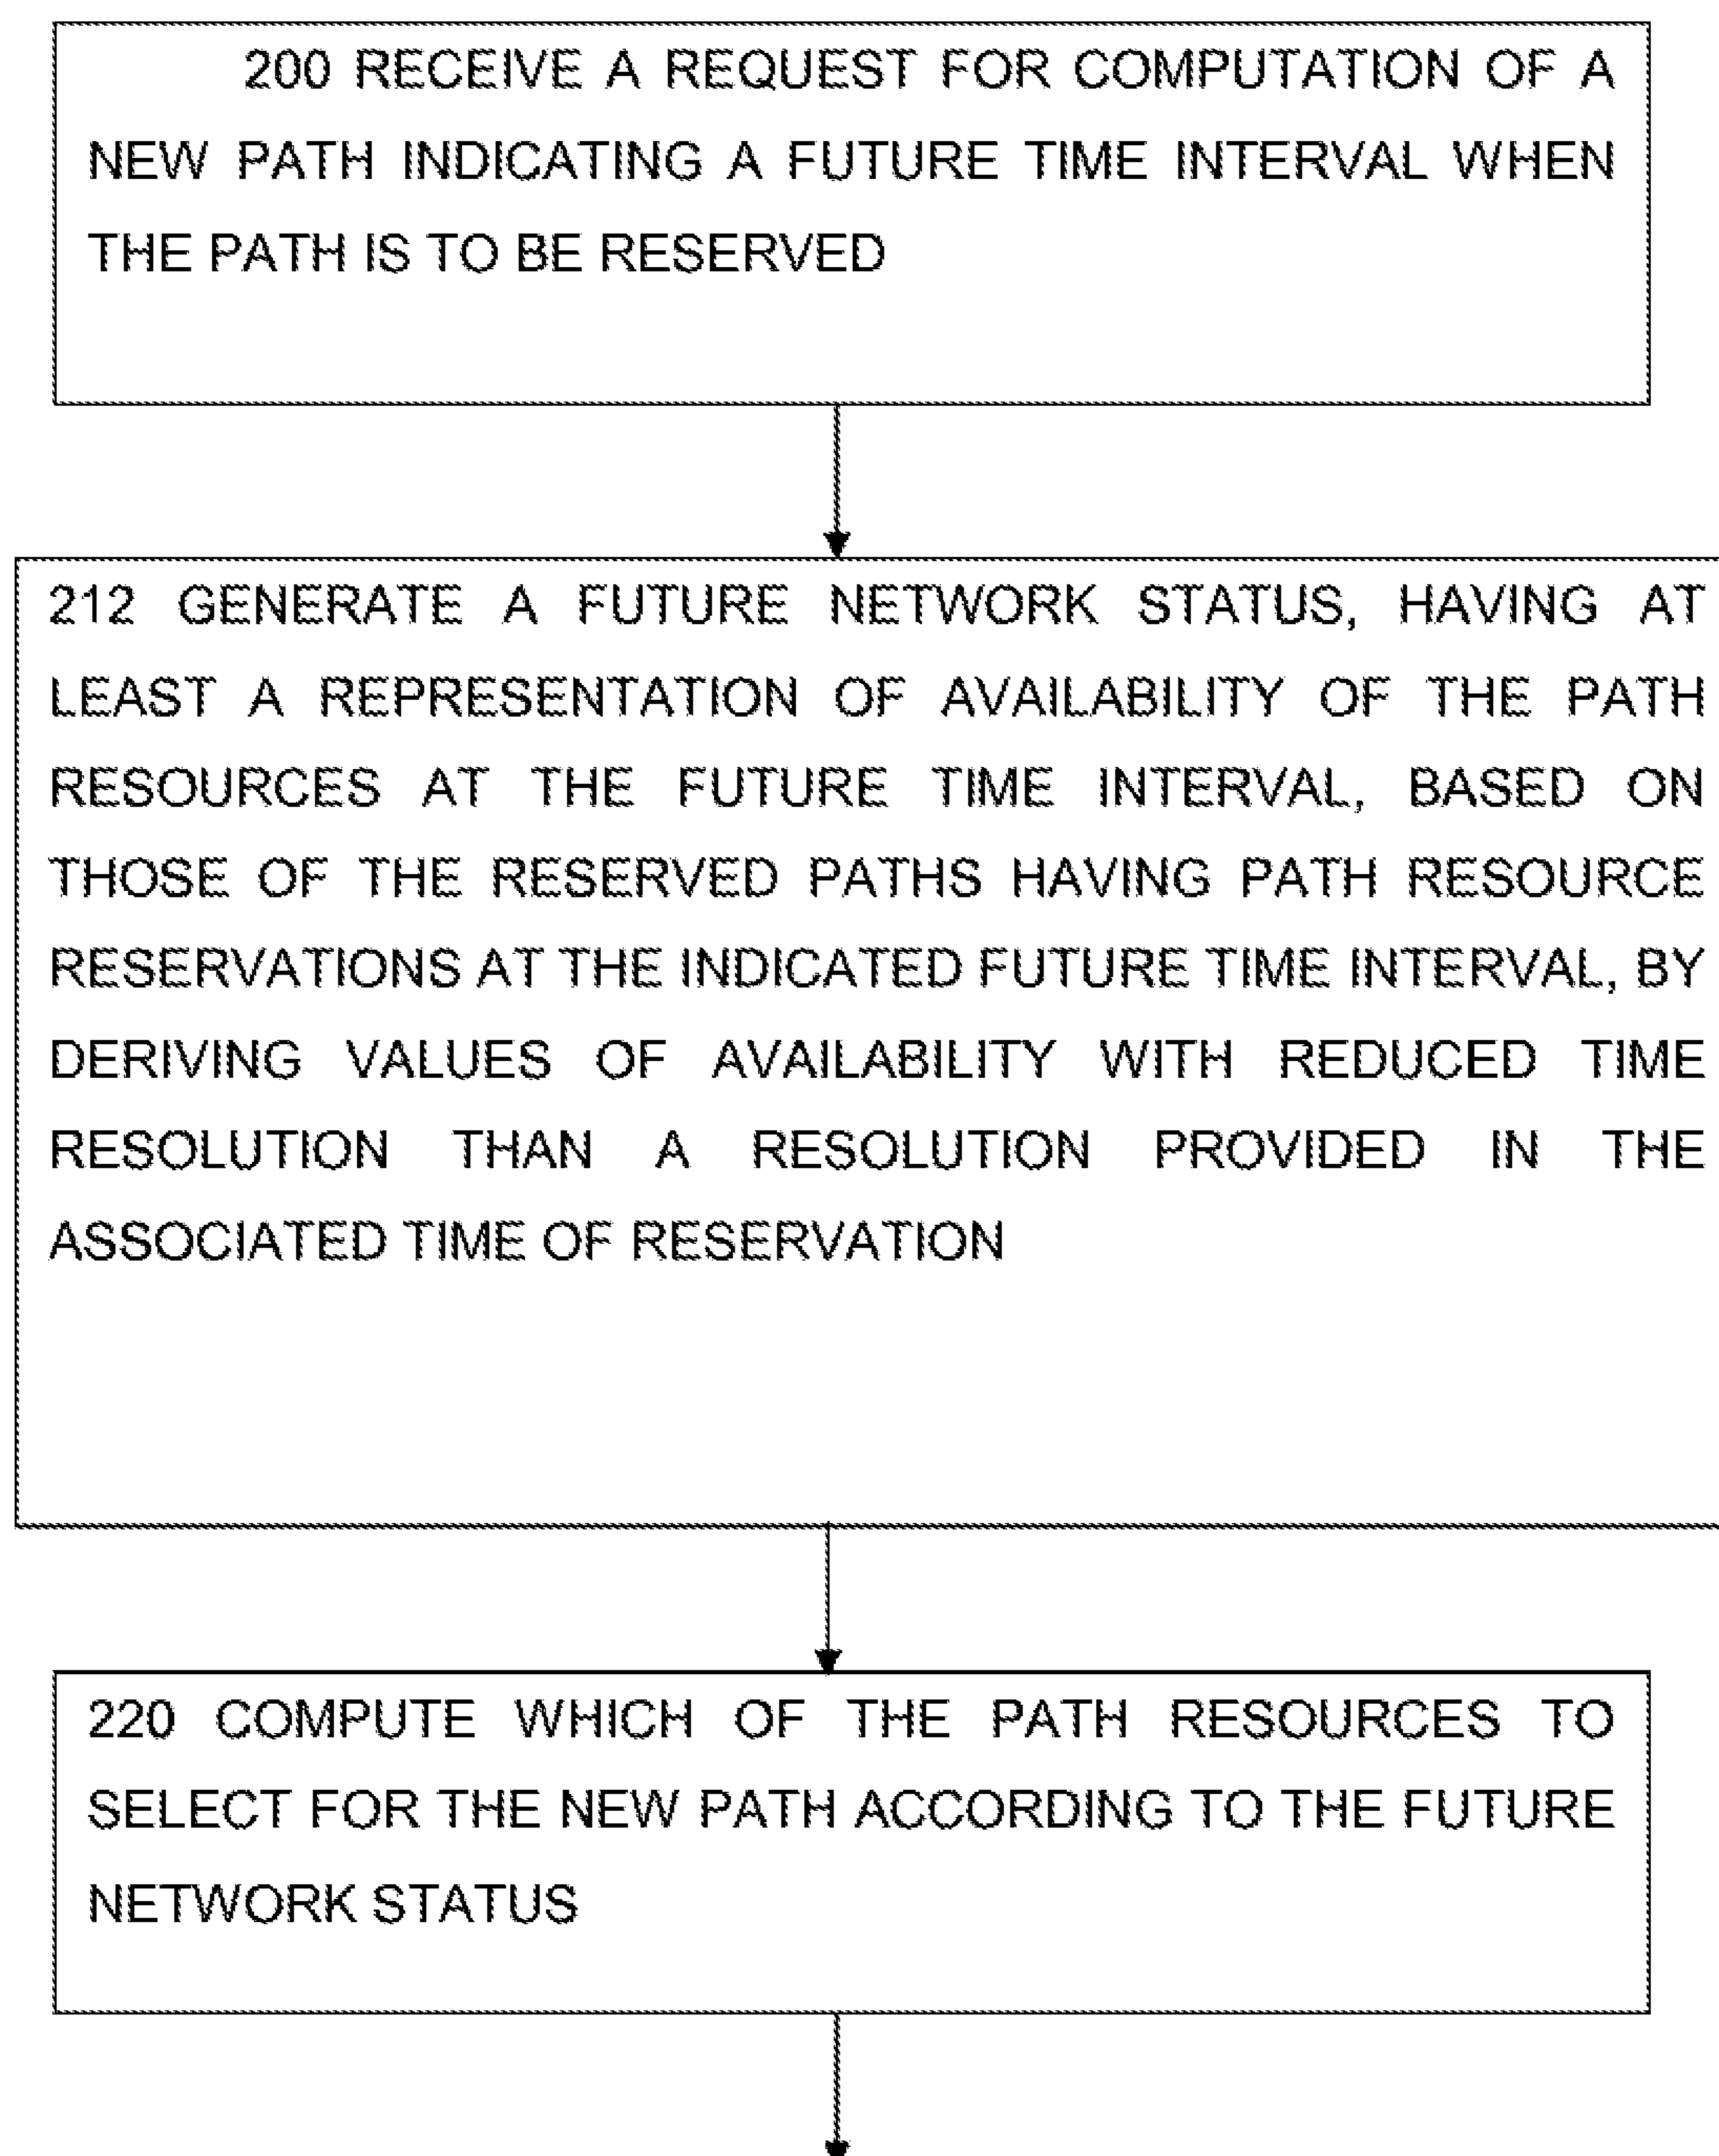 200 RECEIVE A REQUEST FOR COMPUTATION OF A
NEW PATH INDICATING A FUTURE TIME INTERVAL WHEN
THE PATH IS TO BE RESERVED
212 GENERATE A FUTURE NETWORK STATUS, HAVING AT
LEAST A REPRESENTATION OF AVAILABILITY OF THE PATH
RESOURCES AT THE FUTURE TIME INTERVAL, BASED ON
THOSE OF THE RESERVED PATHS HAVING PATH RESOURCE
RESERVATIONS AT THE INDICATED FUTURE TIME INTERVAL, BY
DERIVING VALUES OF AVAILABILITY WITH REDUCED TIME
RESOLUTION THAN A RESOLUTION PROVIDED IN THE
ASSOCIATED TIME OF RESERVATION
220 COMPUTE WHICH OF THE PATH RESOURCES TO
SELECT FOR THE NEW PATH ACCORDING TO THE FUTURE
NETWORK STATUS